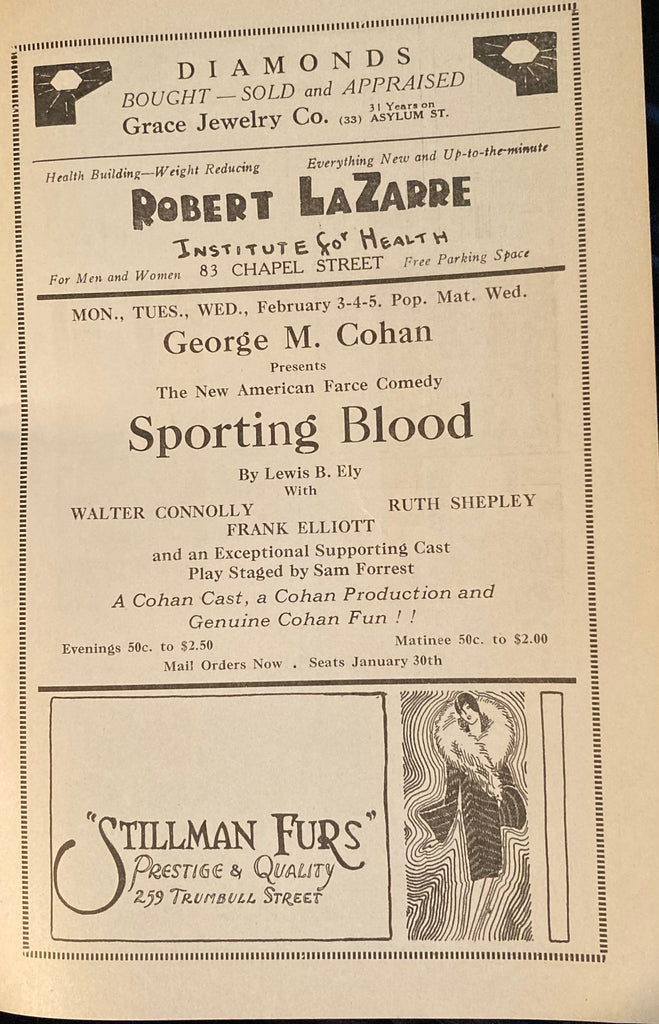 DIAMONDS
BOUGHT — SOLD and APPRAISED
Grace Jewelry Co. (33) 31 Years on ASYLUM ST.
Health Building—Weight Reducing Everything New and Up-to-the-minute
ROBERT LAZARRE
INSTITUTE for HEALTH
For Men and Women 83 CHAPEL STREET Free Parking Space
MON., TUES., WED., February 3-4-5. Pop. Mat. Wed.
George M. Cohan
Presents
The New American Farce Comedy
Sporting Blood
By Lewis B. Ely
With
WALTER CONNOLLY RUTH SHEPLEY
FRANK ELLIOTT
and an Exceptional Supporting Cast
Play Staged by Sam Forrest
A Cohan Cast, a Cohan Production and
Genuine Cohan Fun ! !
Evenings 50c. to $2.50 Matinee 50c. to $2.00
Mail Orders Now . Seats January 30th
"STILLMAN FURS"
PRESTIGE & QUALITY
259 TRUMBULL STREET